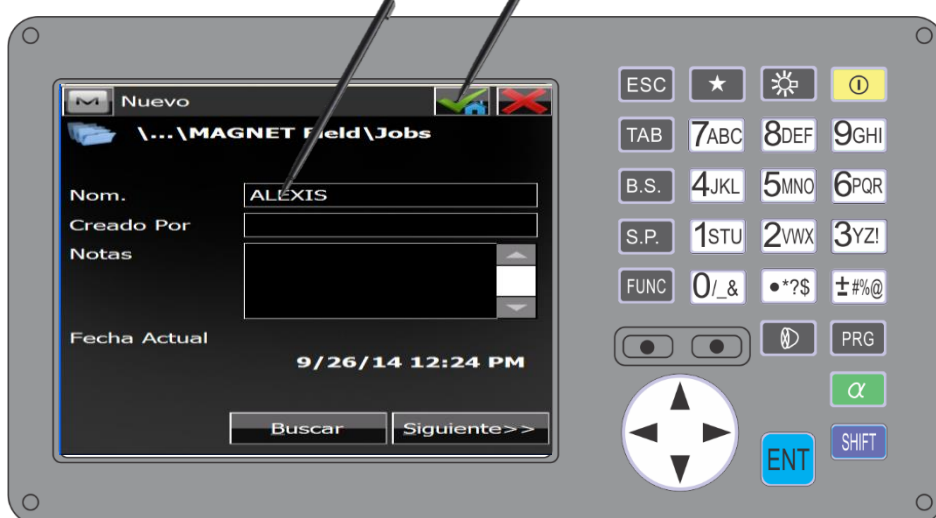 Nuevo
\...\MAGNET Field\Jobs
Nom. ALEXIS
Creado Por
Notas
Fecha Actual
9/26/14 12:24 PM
Buscar Siguiente>>
ESC
TAB 7ABC 8DEF 9GHI
B.S. 4JKL 5MNO 6PQR
S.P. 1STU 2VWX 3YZ!
FUNC 0/_& •*?$ ±#%@
PRG
α
ENT SHIFT